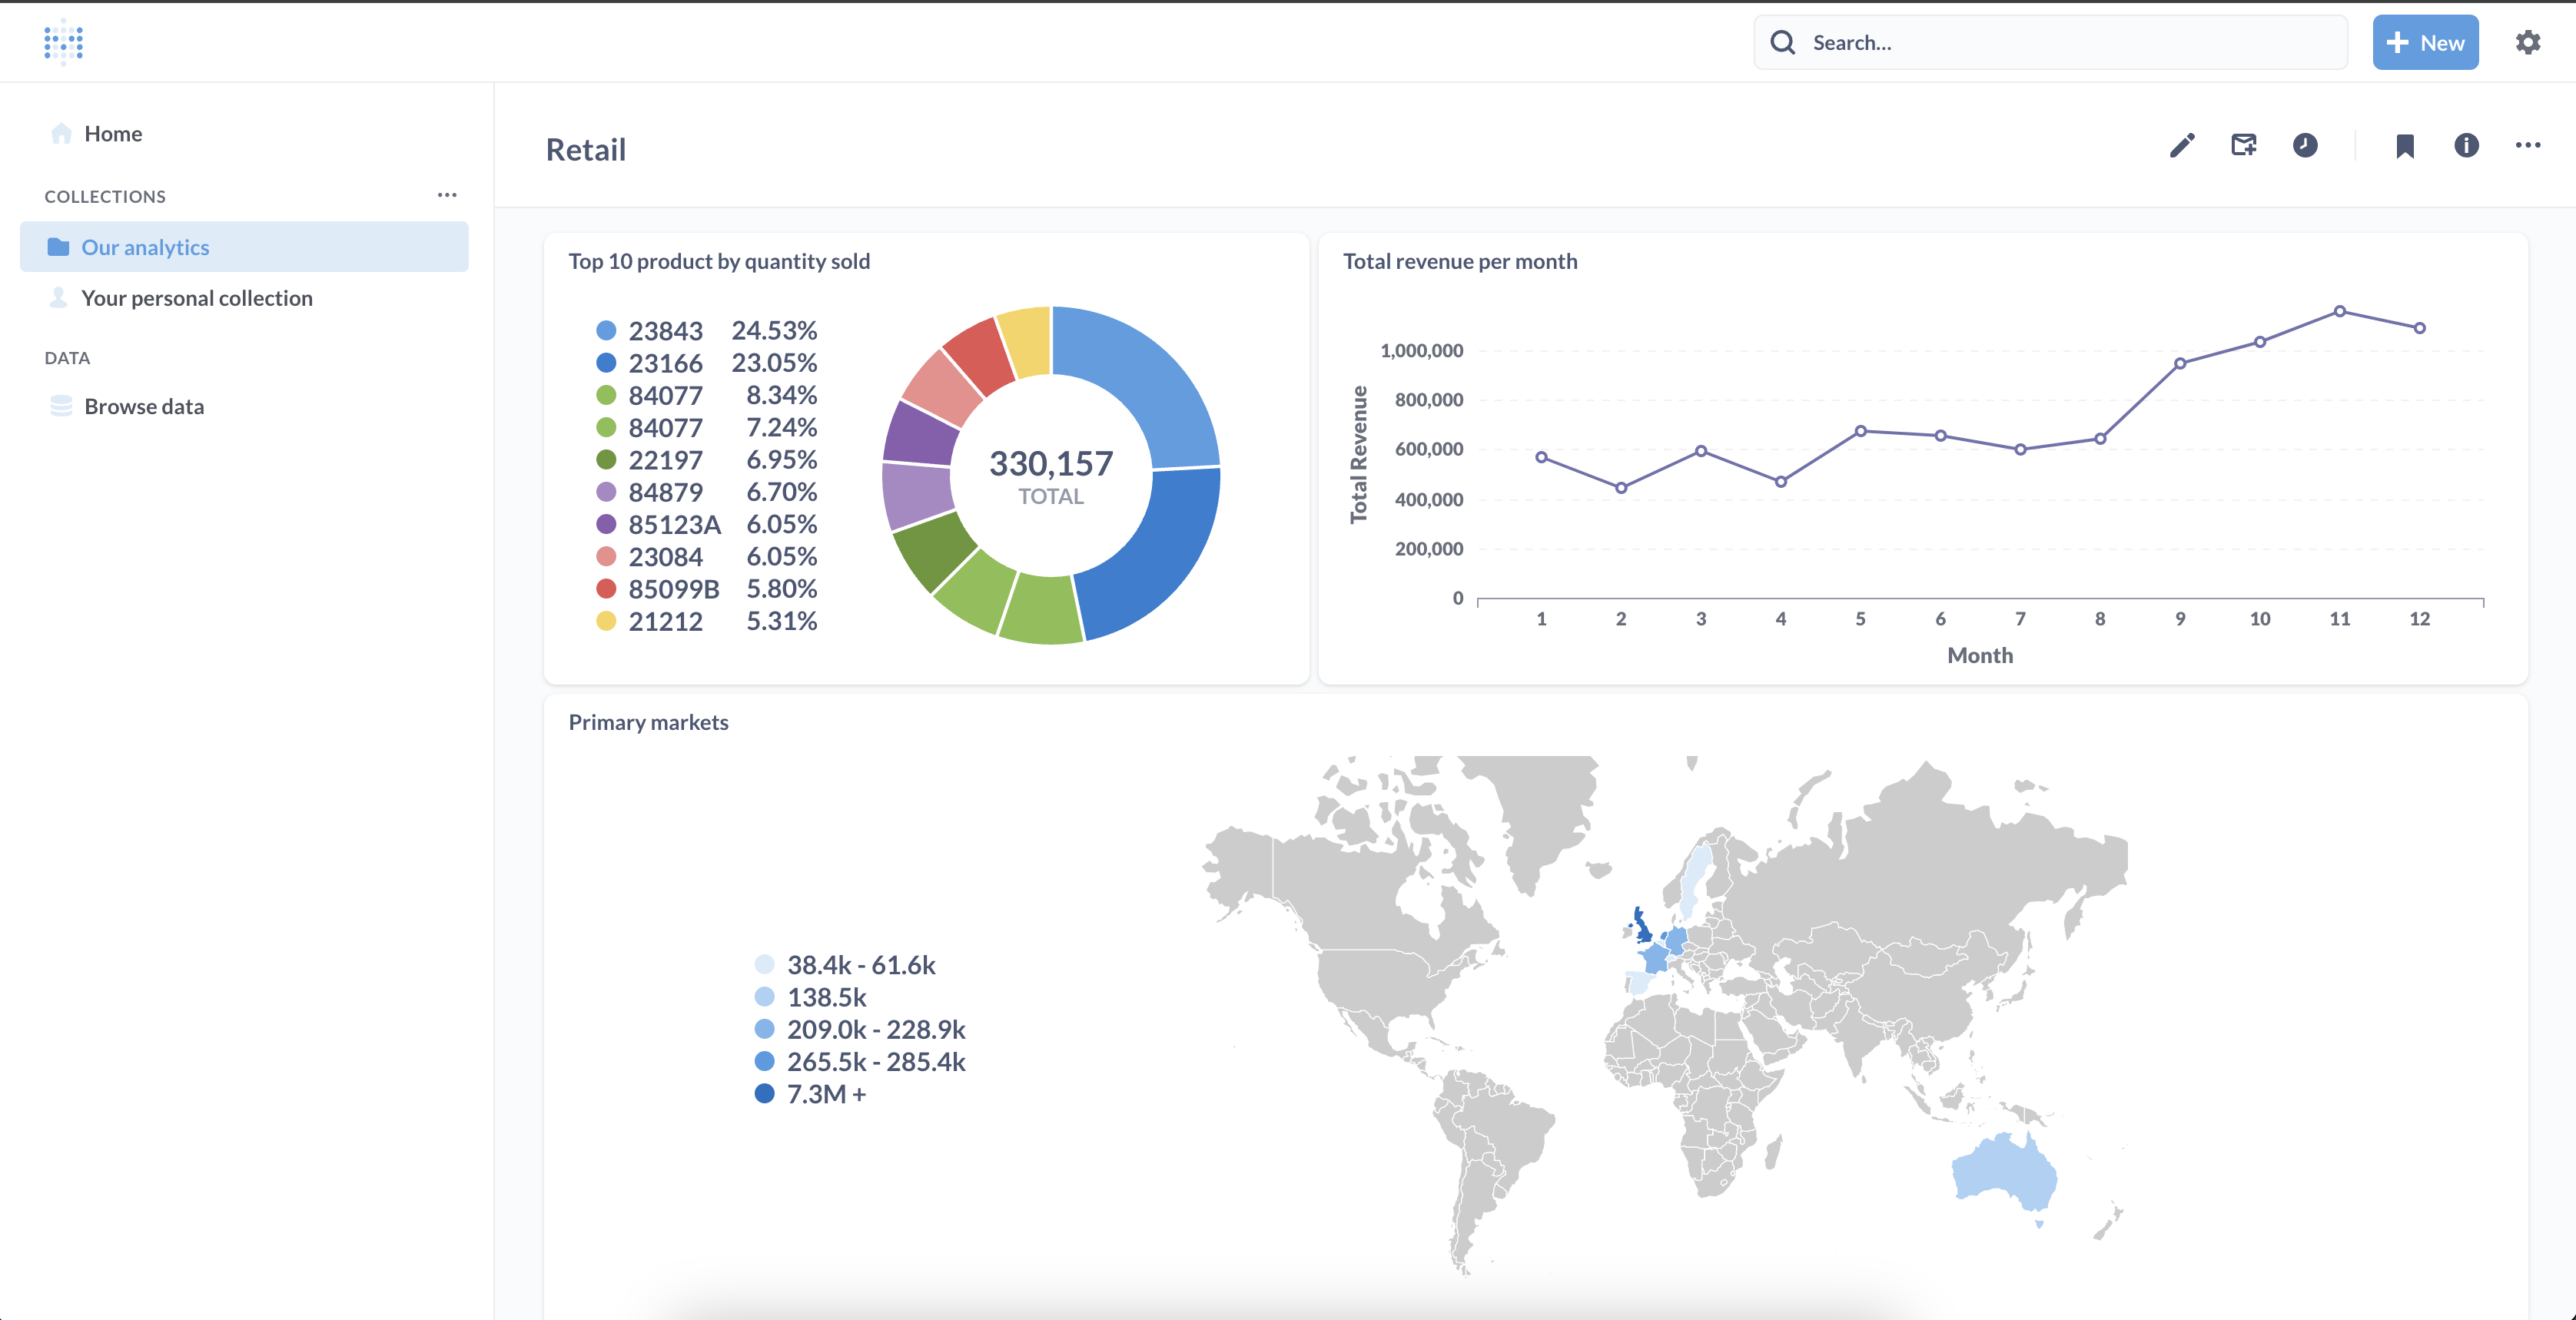 Search...
New
Home
COLLECTIONS
Our analytics
Your personal collection
DATA
Browse data
Retail
Top 10 product by quantity sold
23843 24.53%
23166 23.05%
84077 8.34%
84077 7.24%
22197 6.95%
84879 6.70%
85123A 6.05%
23084 6.05%
85099B 5.80%
21212 5.31%
330,157
TOTAL
Total revenue per month
Total Revenue
1,000,000
800,000
600,000
400,000
200,000
0
1 2 3 4 5 6 7 8 9 10 11 12
Month
Primary markets
38.4k - 61.6k
138.5k
209.0k - 228.9k
265.5k - 285.4k
7.3M +